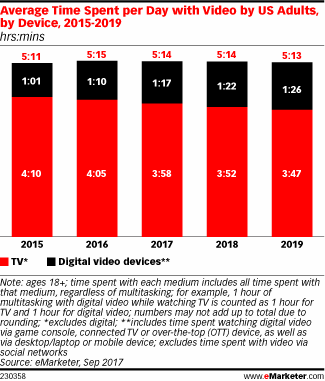 Average Time Spent per Day with Video by US Adults,
by Device, 2015-2019
hrs:mins
5:11 5:15 5:14 5:14 5:13
1:01 1:10 1:17 1:22 1:26
4:10 4:05 3:58 3:52 3:47
2015 2016 2017 2018 2019
TV* Digital video devices**
Note: ages 18+; time spent with each medium includes all time spent with
that medium, regardless of multitasking; for example, 1 hour of
multitasking with digital video while watching TV is counted as 1 hour for
TV and 1 hour for digital video; numbers may not add up to total due to
rounding; *excludes digital; **includes time spent watching digital video
via game console, connected TV or over-the-top (OTT) device, as well as
via desktop/laptop or mobile device; excludes time spent with video via
social networks
Source: eMarketer, Sep 2017
230358 www.eMarketer.com